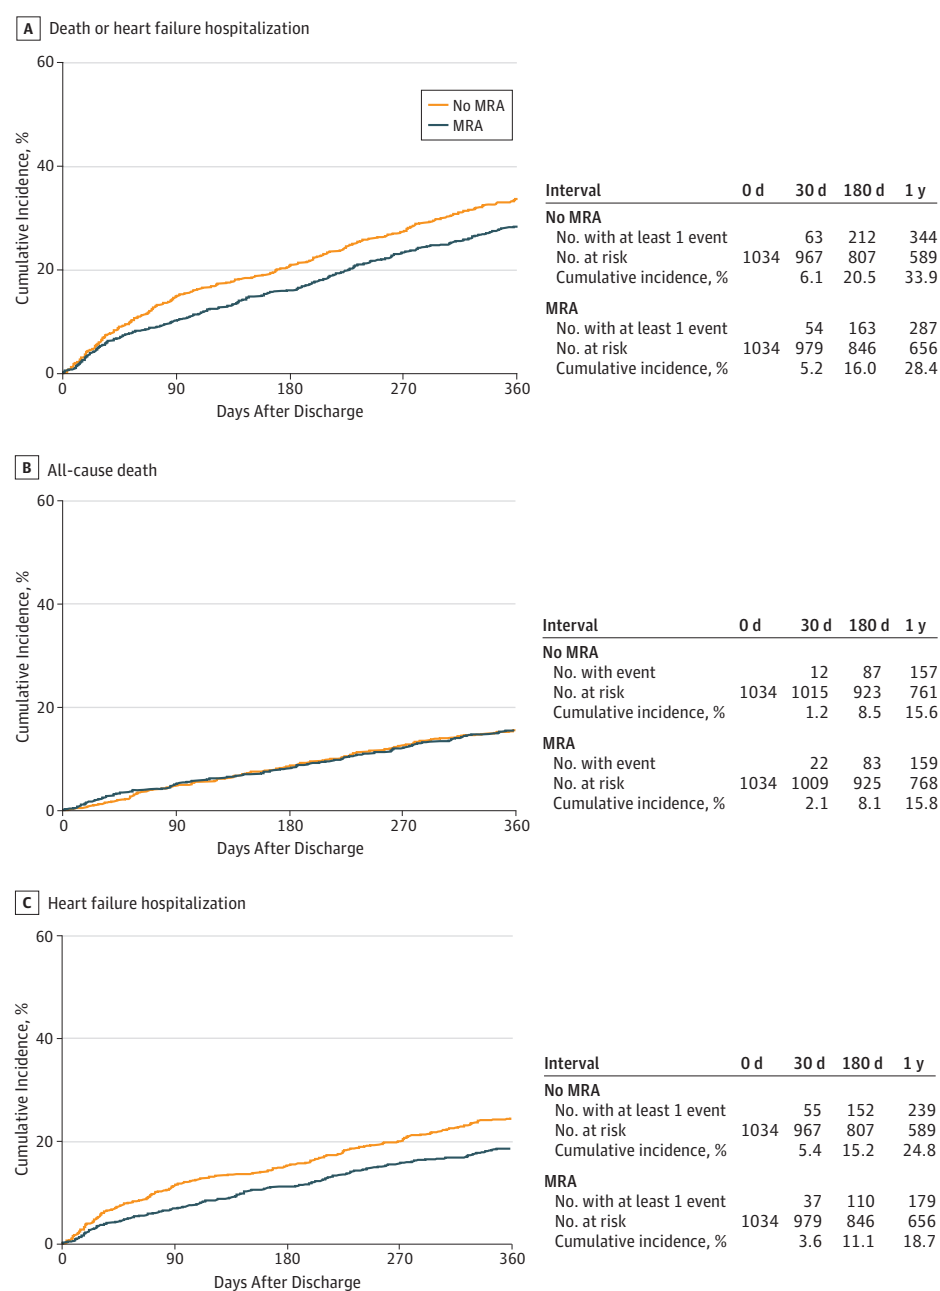 A Death or heart failure hospitalization
60
40
20
0
Cumulative Incidence, %
No MRA
MRA
0 90 180 270 360
Days After Discharge
Interval 0 d 30 d 180 d 1 y
No MRA
No. with at least 1 event 63 212 344
No. at risk 1034 967 807 589
Cumulative incidence, % 6.1 20.5 33.9
MRA
No. with at least 1 event 54 163 287
No. at risk 1034 979 846 656
Cumulative incidence, % 5.2 16.0 28.4
B All-cause death
60
40
20
0
Cumulative Incidence, %
0 90 180 270 360
Days After Discharge
Interval 0 d 30 d 180 d 1 y
No MRA
No. with event 12 87 157
No. at risk 1034 1015 923 761
Cumulative incidence, % 1.2 8.5 15.6
MRA
No. with event 22 83 159
No. at risk 1034 1009 925 768
Cumulative incidence, % 2.1 8.1 15.8
C Heart failure hospitalization
60
40
20
0
Cumulative Incidence, %
0 90 180 270 360
Days After Discharge
Interval 0 d 30 d 180 d 1 y
No MRA
No. with at least 1 event 55 152 239
No. at risk 1034 967 807 589
Cumulative incidence, % 5.4 15.2 24.8
MRA
No. with at least 1 event 37 110 179
No. at risk 1034 979 846 656
Cumulative incidence, % 3.6 11.1 18.7